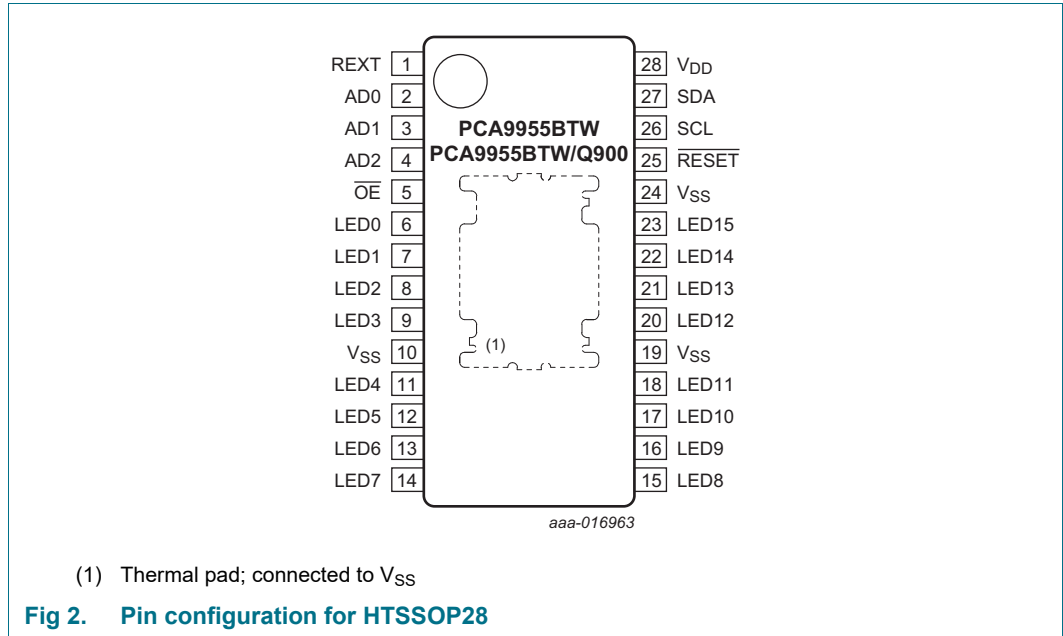 REXT 1 28 VDD
AD0 2 27 SDA
AD1 3 PCA9955BTW 26 SCL
AD2 4 PCA9955BTW/Q900 25 RESET
OE 5 24 VSS
LED0 6 23 LED15
LED1 7 22 LED14
LED2 8 21 LED13
LED3 9 20 LED12
VSS 10 (1) 19 VSS
LED4 11 18 LED11
LED5 12 17 LED10
LED6 13 16 LED9
LED7 14 15 LED8
aaa-016963
(1) Thermal pad; connected to VSS
Fig 2. Pin configuration for HTSSOP28